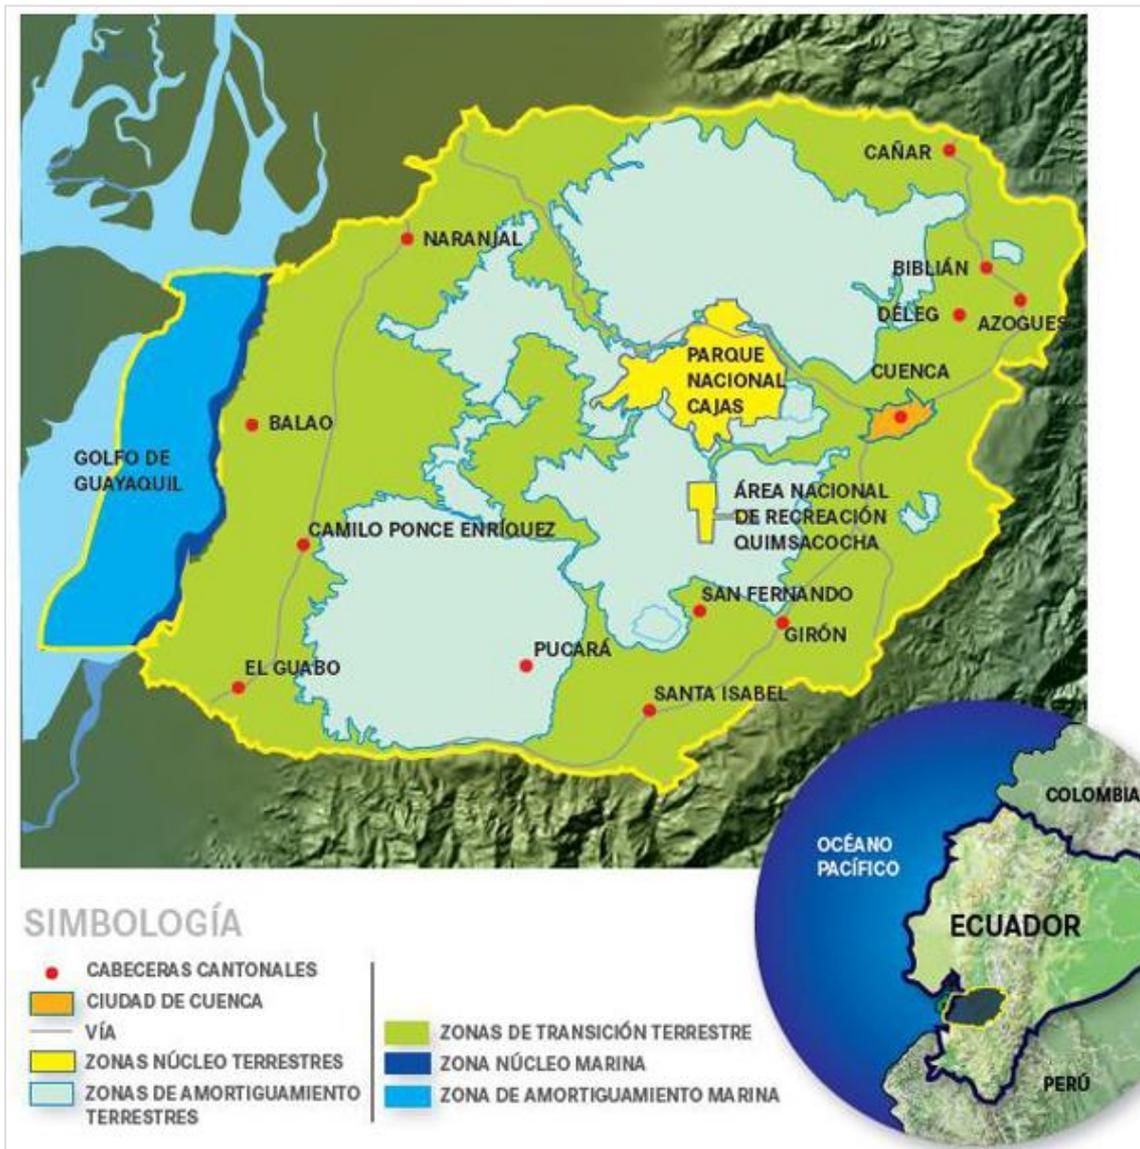 CAÑAR
NARANJAL
BIBLIÁN
DÉLEG
AZOGUES
PARQUE
NACIONAL
CAJAS
CUENCA
BALAO
GOLFO DE
GUAYAQUIL
ÁREA NACIONAL
DE RECREACIÓN
QUIMSACOCHA
CAMILO PONCE ENRÍQUEZ
SAN FERNANDO
GIRÓN
PUCARÁ
EL GUABO
SANTA ISABEL
COLOMBIA
OCÉANO
PACÍFICO
ECUADOR
PERÚ
SIMBOLOGÍA
CABECERAS CANTONALES
CIUDAD DE CUENCA
VÍA
ZONAS NÚCLEO TERRESTRES
ZONAS DE AMORTIGUAMIENTO
TERRESTRES
ZONAS DE TRANSICIÓN TERRESTRE
ZONA NÚCLEO MARINA
ZONA DE AMORTIGUAMIENTO MARINA